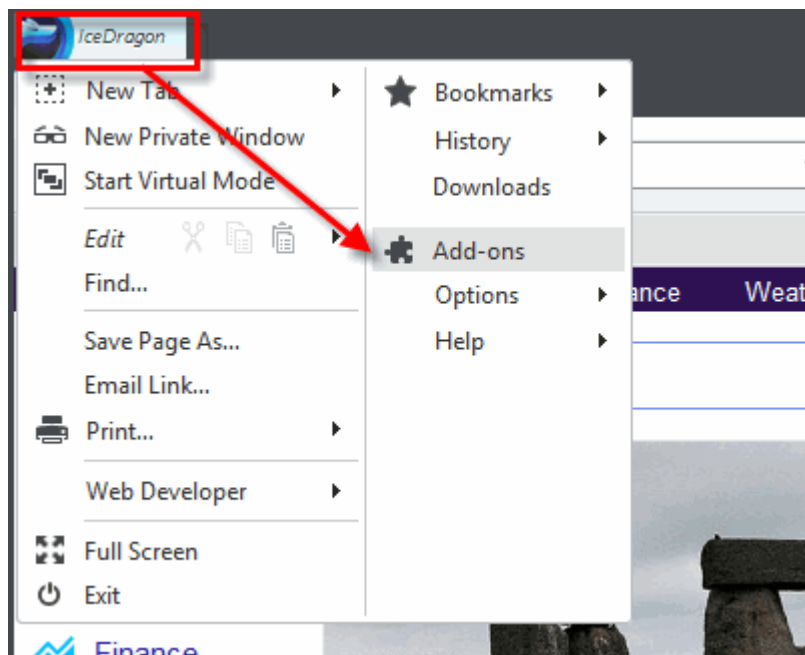 IceDragon
New Tab
New Private Window
Start Virtual Mode
Edit
Find...
Save Page As...
Email Link...
Print...
Web Developer
Full Screen
Exit
Bookmarks
History
Downloads
Add-ons
Options
Help
ance Weat
Finance